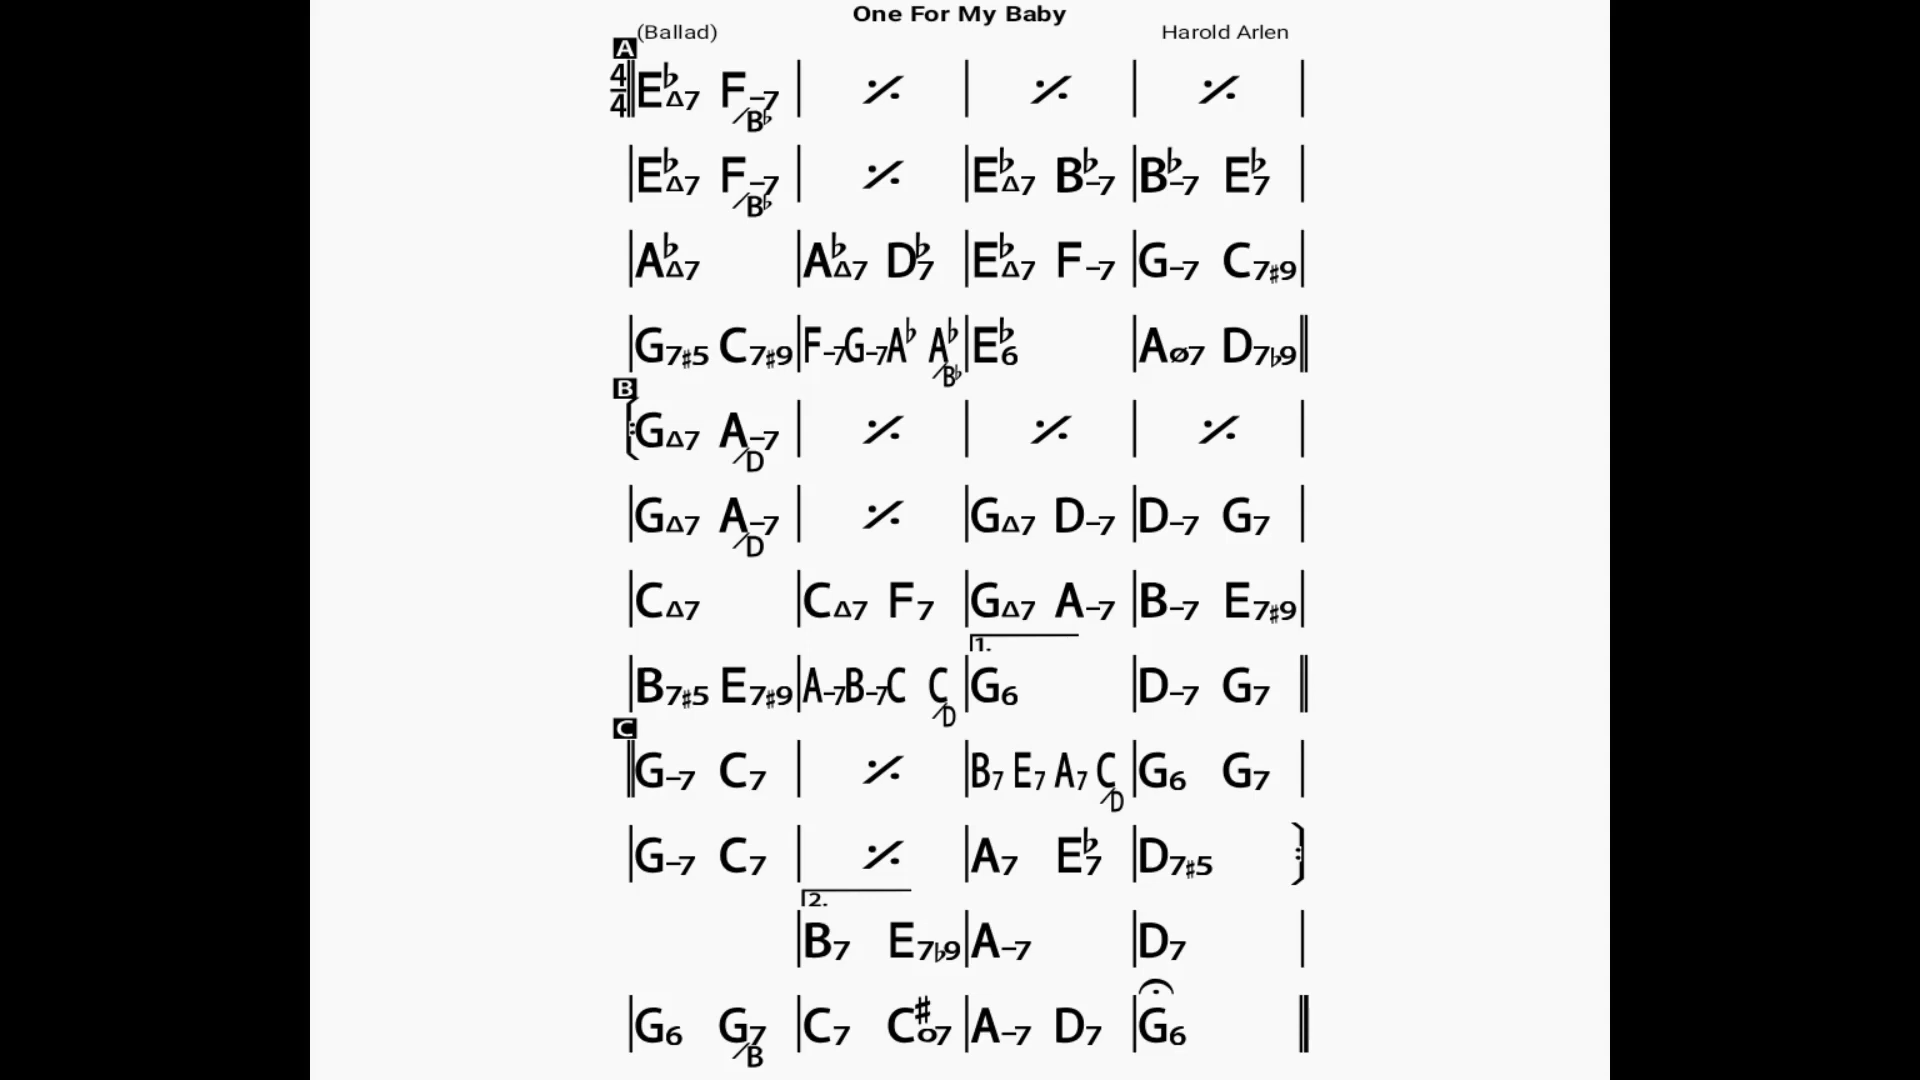 One For My Baby
(Ballad) Harold Arlen
A
4/4 E♭Δ7 F–7/B♭ | 𝄎 | 𝄎 | 𝄎 |
| E♭Δ7 F–7/B♭ | 𝄎 | E♭Δ7 B♭–7 | B♭–7 E♭7 |
| A♭Δ7 | A♭Δ7 D♭7 | E♭Δ7 F–7 | G–7 C7♯9 |
| G7♯5 C7♯9 | F–7 G–7 A♭ A♭/B♭ | E♭6 | Aø7 D7♭9 ‖
B
GΔ7 A–7/D | 𝄎 | 𝄎 | 𝄎 |
| GΔ7 A–7/D | 𝄎 | GΔ7 D–7 | D–7 G7 |
| CΔ7 | CΔ7 F7 | GΔ7 A–7 | B–7 E7♯9 |
1.
| B7♯5 E7♯9 | A–7 B–7 C C/D | G6 | D–7 G7 ‖
C
‖ G–7 C7 | 𝄎 | B7 E7 A7 C/D | G6 G7 |
| G–7 C7 | 𝄎 | A7 E♭7 | D7♯5 :
2.
| B7 E7♭9 | A–7 | D7 |
| G6 G7/B | C7 C♯o7 | A–7 D7 | G6 ‖